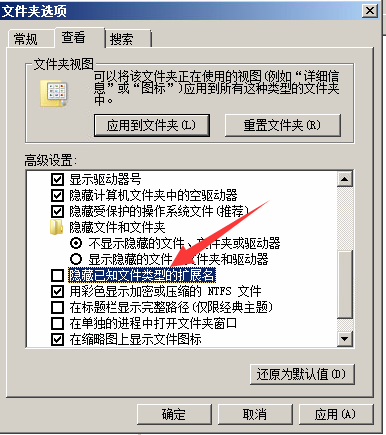 文件夹选项
常规
查看
搜索
文件夹视图
可以将该文件夹正在使用的视图(例如“详细信
息”或“图标”)应用到所有这种类型的文件夹
中。
应用到文件夹(L)
重置文件夹(R)
高级设置:
显示驱动器号
隐藏计算机文件夹中的空驱动器
隐藏受保护的操作系统文件(推荐)
隐藏文件和文件夹
不显示隐藏的文件、文件夹或驱动器
显示隐藏的文件、文件夹和驱动器
隐藏已知文件类型的扩展名
用彩色显示加密或压缩的 NTFS 文件
在标题栏显示完整路径(仅限经典主题)
在单独的进程中打开文件夹窗口
在缩略图上显示文件图标
还原为默认值(D)
确定
取消
应用(A)